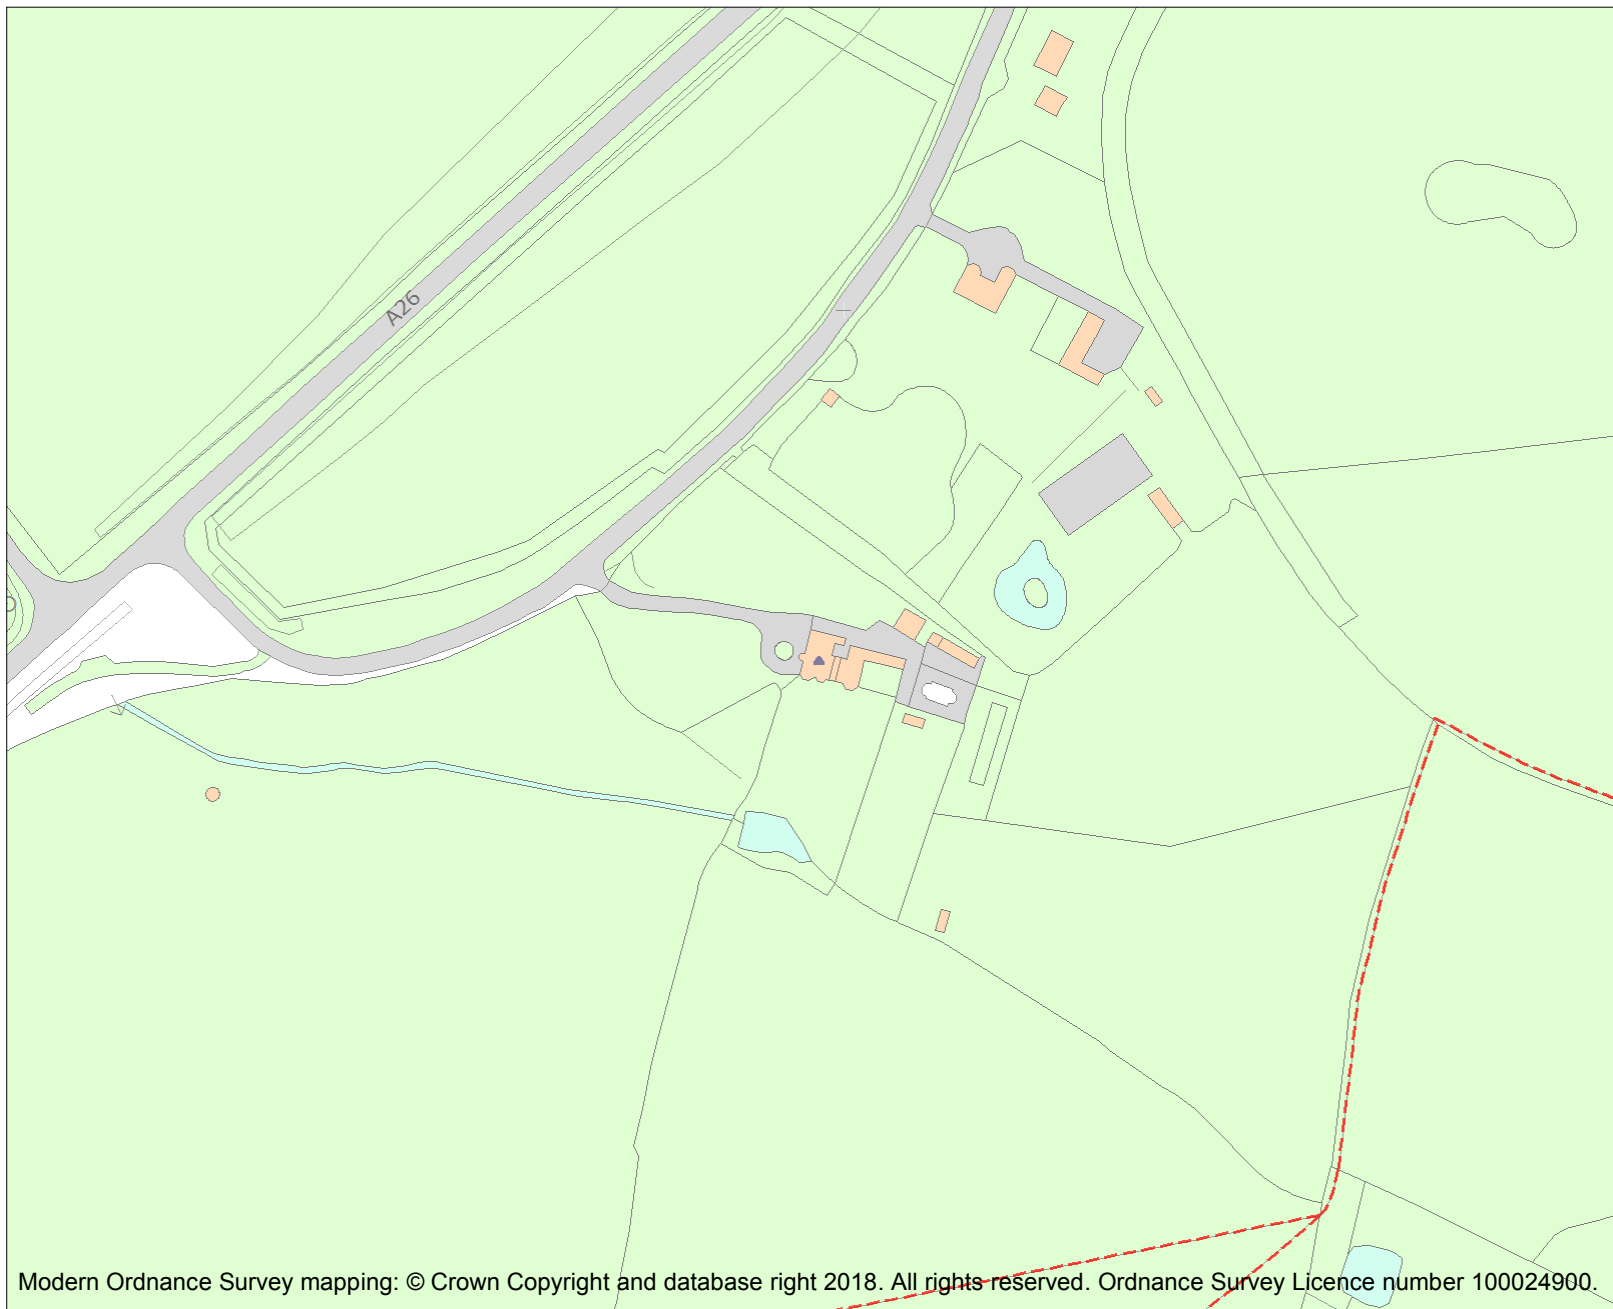 A26
Modern Ordnance Survey mapping: © Crown Copyright and database right 2018. All rights reserved. Ordnance Survey Licence number 100024900.